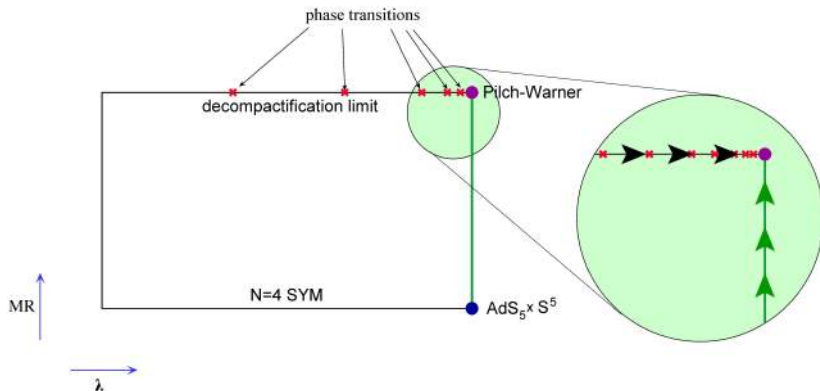 phase transitions
decompactification limit
Pilch-Warner
N=4 SYM
AdS₅ x S⁵
MR
λ